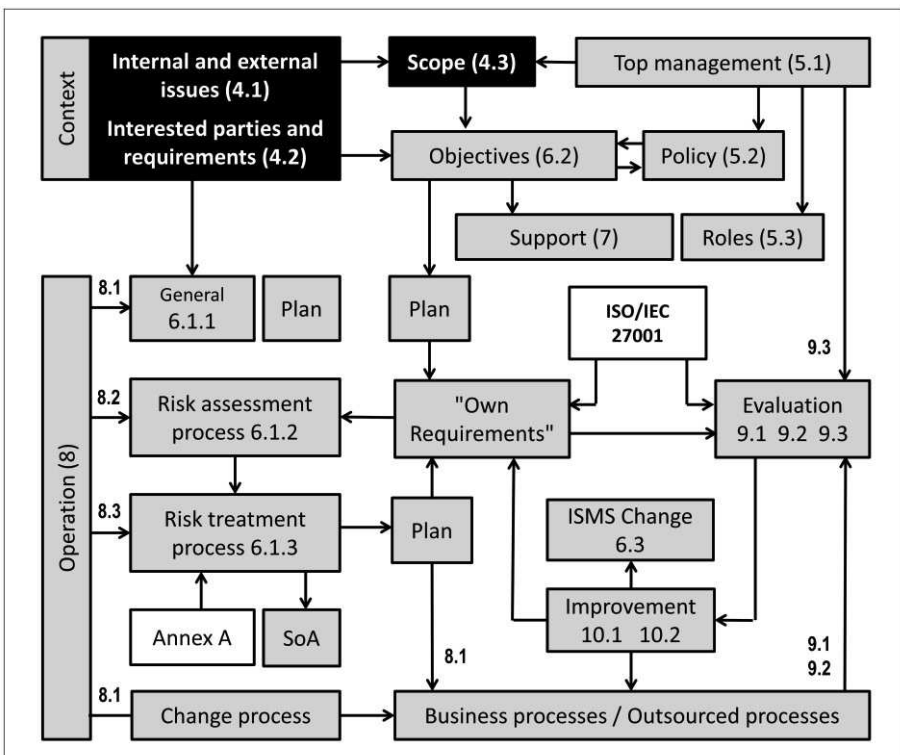 Context
Internal and external
issues (4.1)
Interested parties and
requirements (4.2)
Scope (4.3)
Top management (5.1)
Objectives (6.2)
Policy (5.2)
Support (7)
Roles (5.3)
Operation (8)
8.1
General
6.1.1
Plan
Plan
ISO/IEC
27001
9.3
8.2
Risk assessment
process 6.1.2
"Own
Requirements"
Evaluation
9.1 9.2 9.3
8.3
Risk treatment
process 6.1.3
Plan
ISMS Change
6.3
Annex A
SoA
Improvement
10.1 10.2
8.1
9.1
9.2
8.1
Change process
Business processes / Outsourced processes